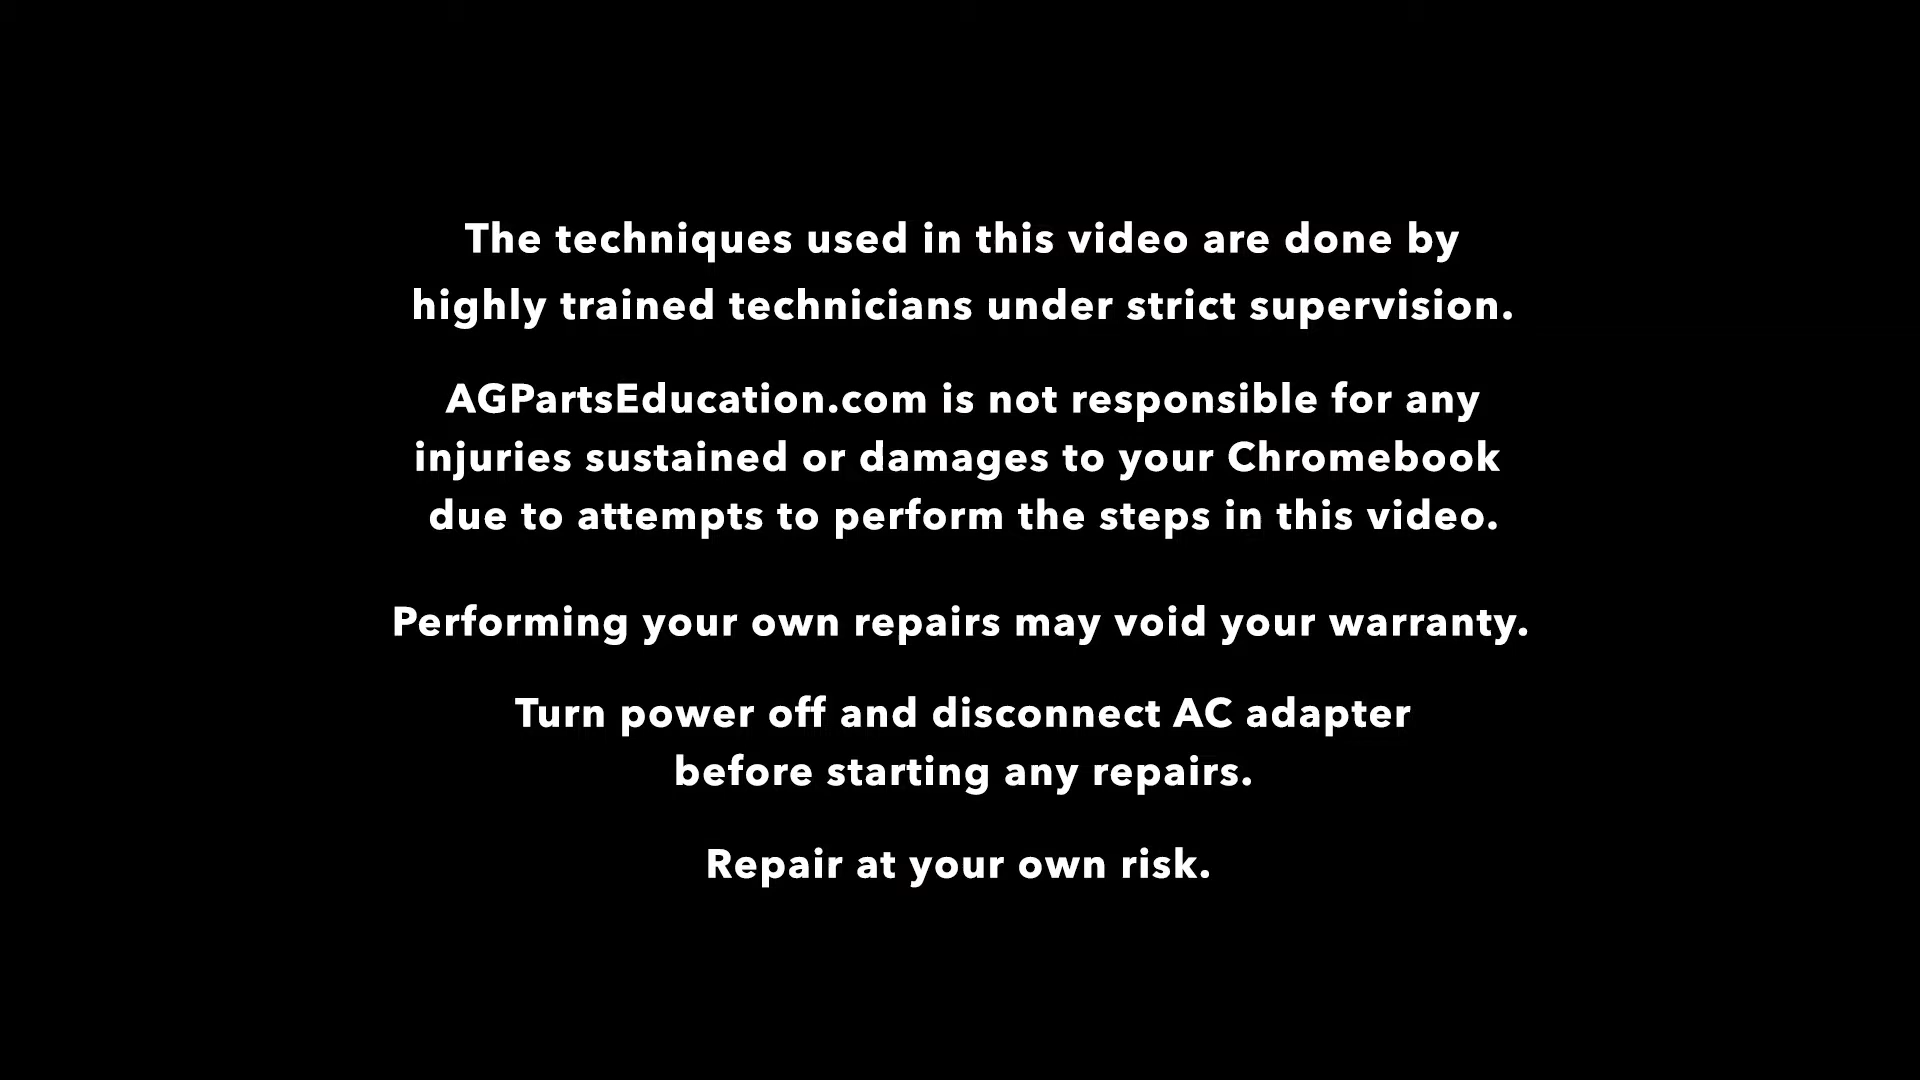 The techniques used in this video are done by
highly trained technicians under strict supervision.
AGPartsEducation.com is not responsible for any
injuries sustained or damages to your Chromebook
due to attempts to perform the steps in this video.
Performing your own repairs may void your warranty.
Turn power off and disconnect AC adapter
before starting any repairs.
Repair at your own risk.